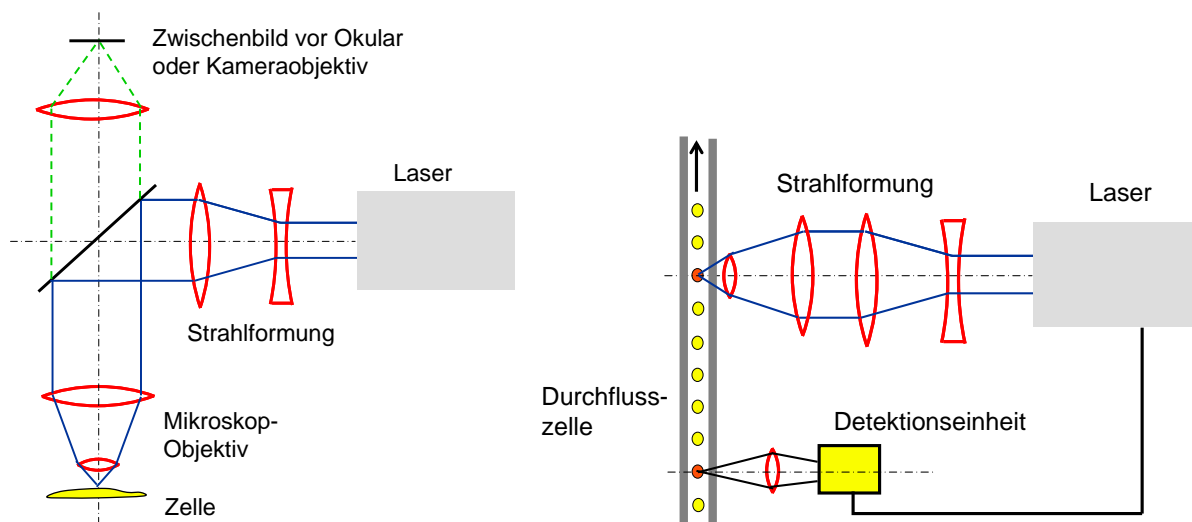 Zwischenbild vor Okular
oder Kameraobjektiv
Laser
Strahlformung
Mikroskop-
Objektiv
Zelle
Strahlformung
Laser
Durchfluss-
zelle
Detektionseinheit